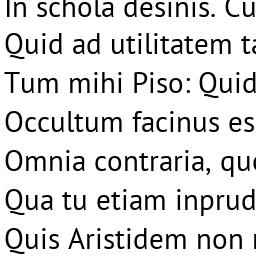 In schola desinis. Cu
Quid ad utilitatem ta
Tum mihi Piso: Quid
Occultum facinus es
Omnia contraria, quo
Qua tu etiam inprud
Quis Aristidem non